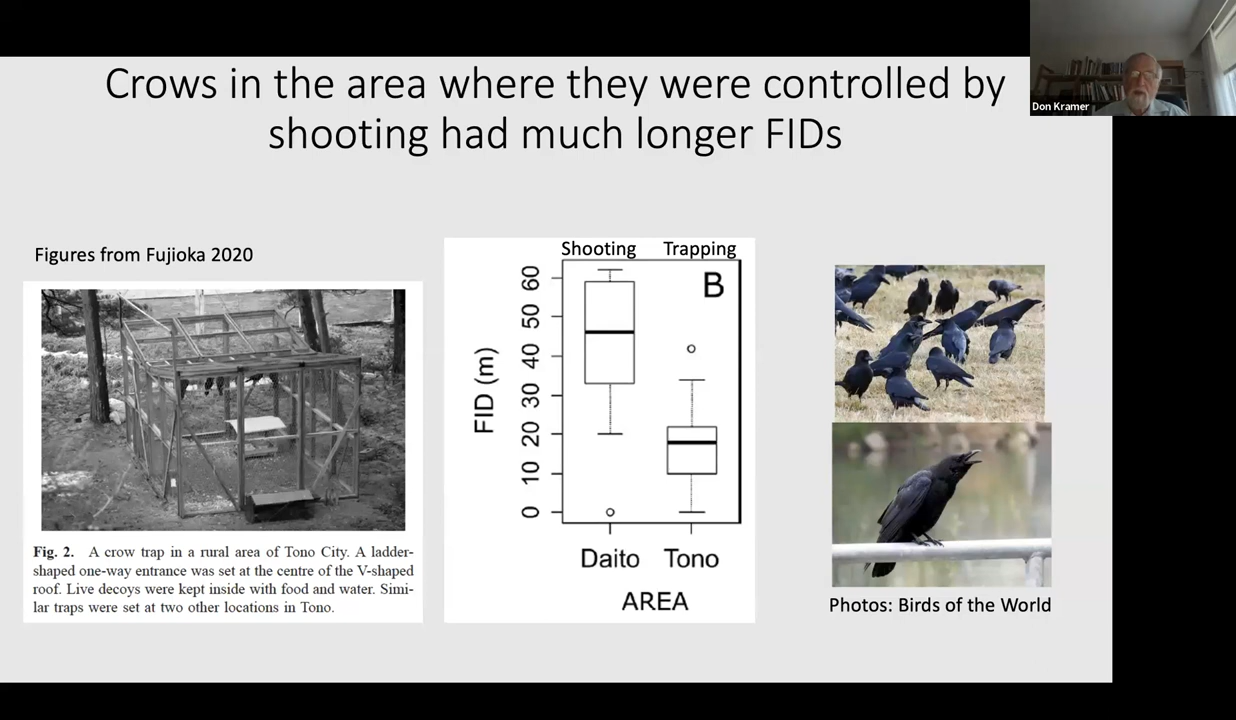 Crows in the area where they were controlled by
shooting had much longer FIDs
Don Kramer
Figures from Fujioka 2020
Fig. 2. A crow trap in a rural area of Tono City. A ladder-
shaped one-way entrance was set at the centre of the V-shaped
roof. Live decoys were kept inside with food and water. Simi-
lar traps were set at two other locations in Tono.
Shooting Trapping
B
FID (m)
60
50
40
30
20
10
0
Daito Tono
AREA
Photos: Birds of the World